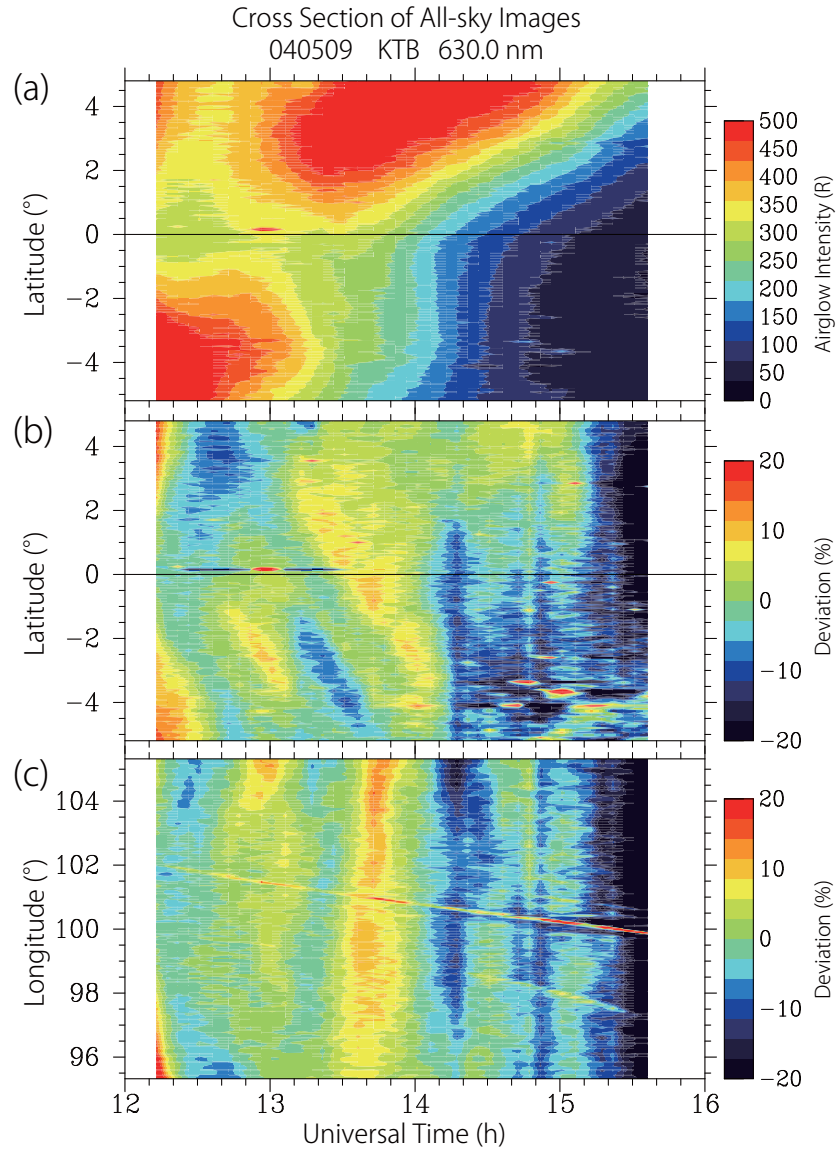 Cross Section of All-sky Images
040509 KTB 630.0 nm
(a)
4
2
0
−2
−4
Latitude (°)
500
450
400
350
300
250
200
150
100
50
0
Airglow Intensity (R)
(b)
4
2
0
−2
−4
Latitude (°)
20
10
0
−10
−20
Deviation (%)
(c)
104
102
100
98
96
Longitude (°)
20
10
0
−10
−20
Deviation (%)
12 13 14 15 16
Universal Time (h)